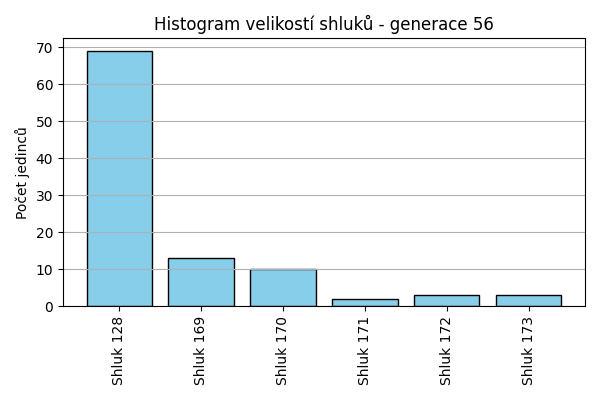 Histogram velikostí shluků - generace 56
Počet jedinců
70
60
50
40
30
20
10
0
Shluk 128
Shluk 169
Shluk 170
Shluk 171
Shluk 172
Shluk 173